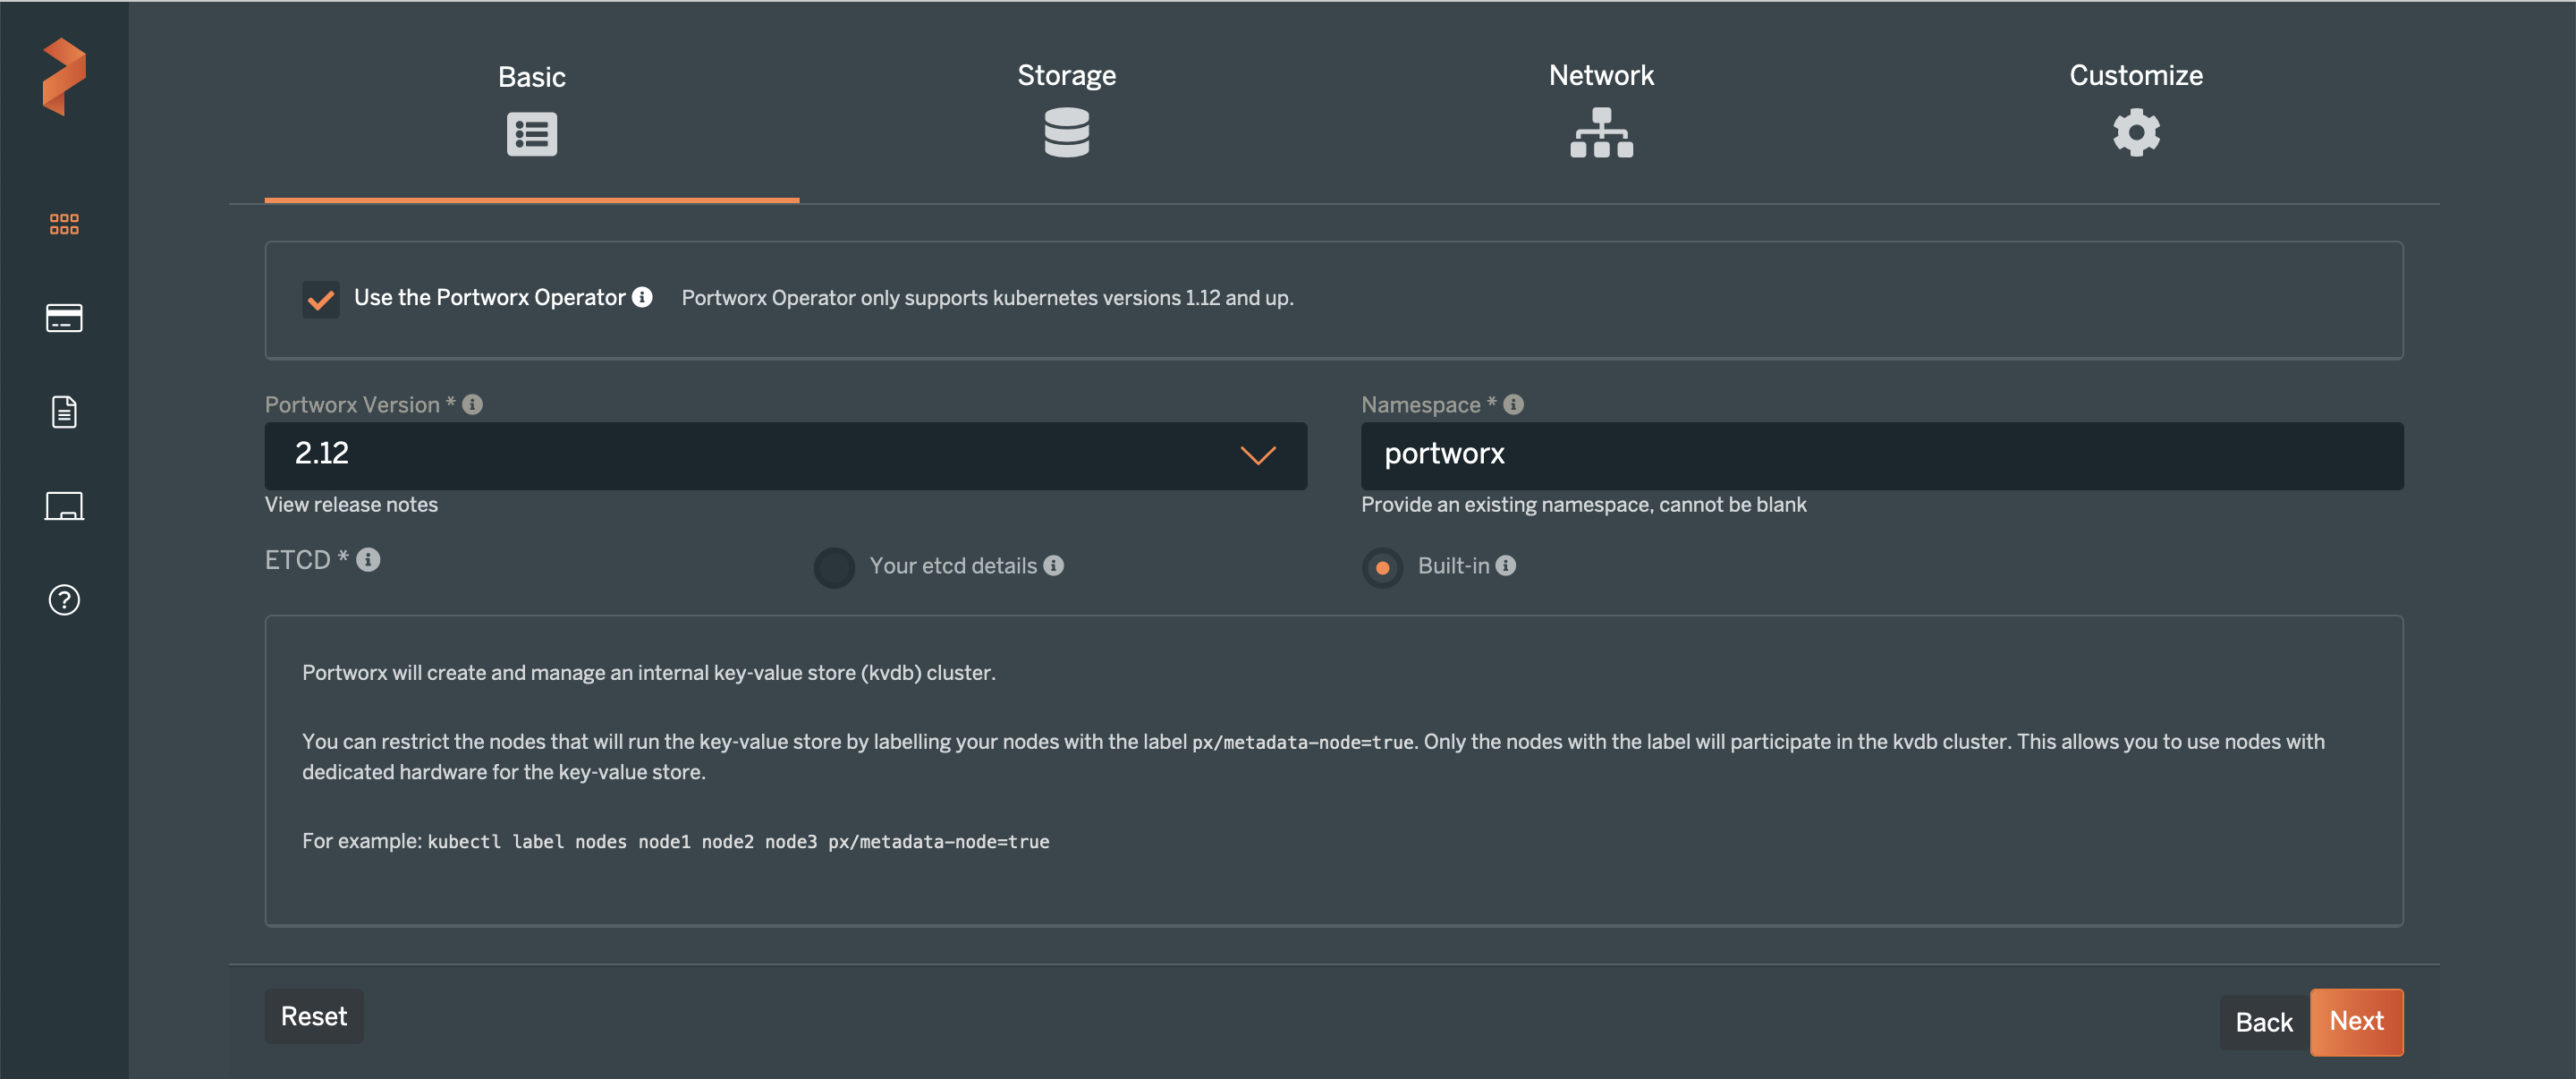 Basic
Storage
Network
Customize
Use the Portworx Operator
Portworx Operator only supports kubernetes versions 1.12 and up.
Portworx Version *
Namespace *
2.12
portworx
View release notes
Provide an existing namespace, cannot be blank
ETCD *
Your etcd details
Built-in
Portworx will create and manage an internal key-value store (kvdb) cluster.
You can restrict the nodes that will run the key-value store by labelling your nodes with the label px/metadata-node=true. Only the nodes with the label will participate in the kvdb cluster. This allows you to use nodes with
dedicated hardware for the key-value store.
For example: kubectl label nodes node1 node2 node3 px/metadata-node=true
Reset
Back
Next